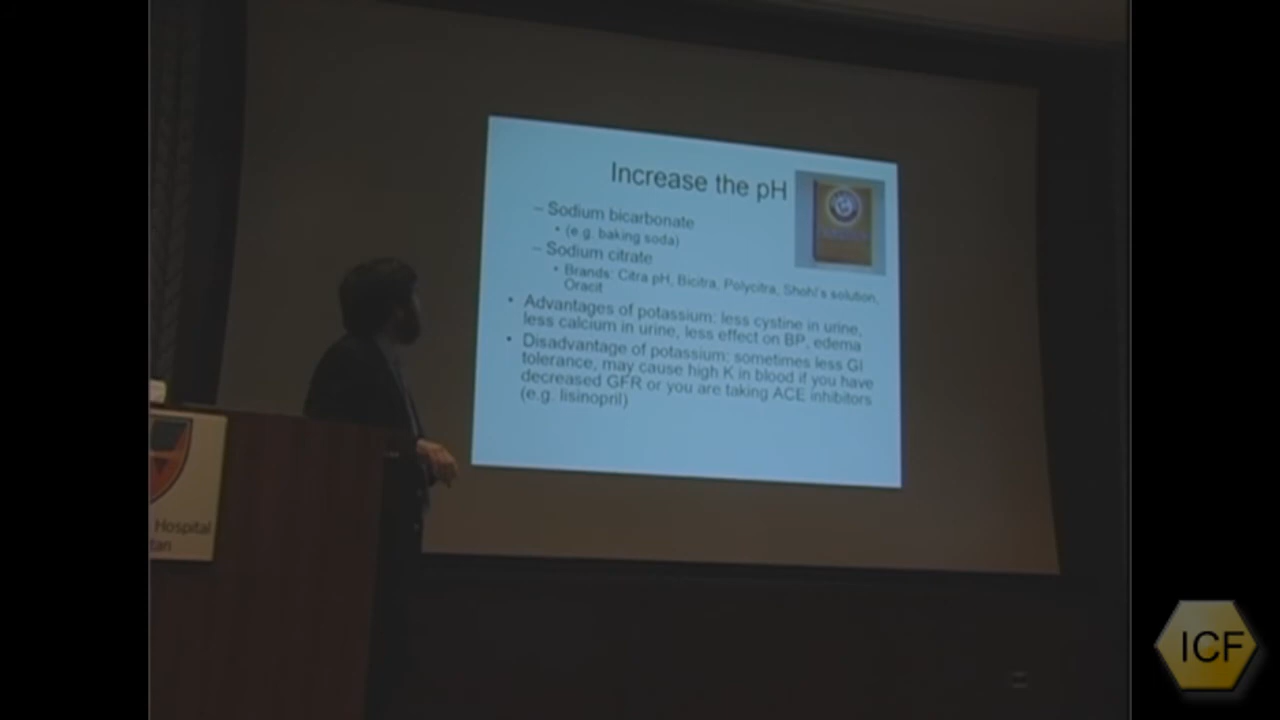 Increase the pH
– Sodium bicarbonate
• (e.g. baking soda)
– Sodium citrate
• Brands: Citra pH, Bicitra, Polycitra, Shohl's solution,
Oracit
• Advantages of potassium: less cystine in urine,
less calcium in urine, less effect on BP, edema
• Disadvantage of potassium: sometimes less GI
tolerance, may cause high K in blood if you have
decreased GFR or you are taking ACE inhibitors
(e.g. lisinopril)
Hospital
tan
ICF